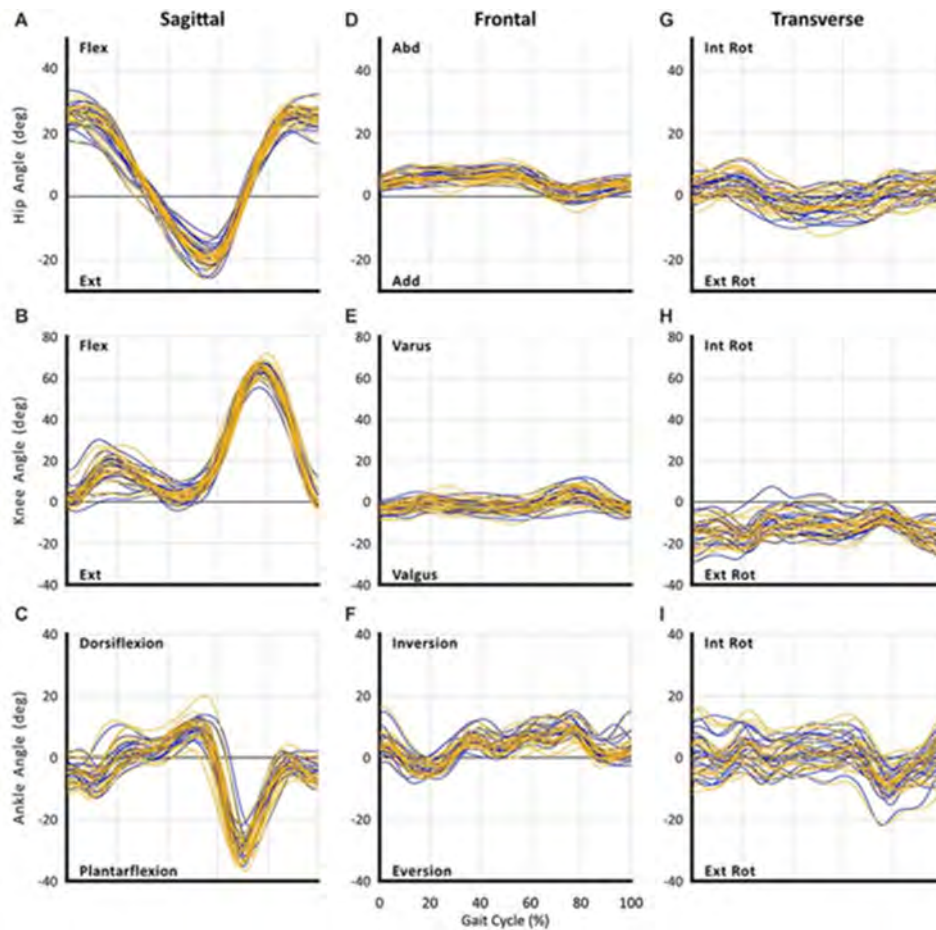 Sagittal Frontal Transverse
A D G
Flex Abd Int Rot
40 40 40
20 20 20
0 0 0
-20 -20 -20
Ext Add Ext Rot
Hip Angle (deg)
B E H
80 80 80
Flex Varus Int Rot
60 60 60
40 40 40
20 20 20
0 0 0
-20 -20 -20
Ext Valgus Ext Rot
-40 -40 -40
Knee Angle (deg)
C F I
40 40 40
Dorsiflexion Inversion Int Rot
20 20 20
0 0 0
-20 -20 -20
Plantarflexion Eversion Ext Rot
-40 -40 -40
Ankle Angle (deg)
0 20 40 60 80 100
Gait Cycle (%)